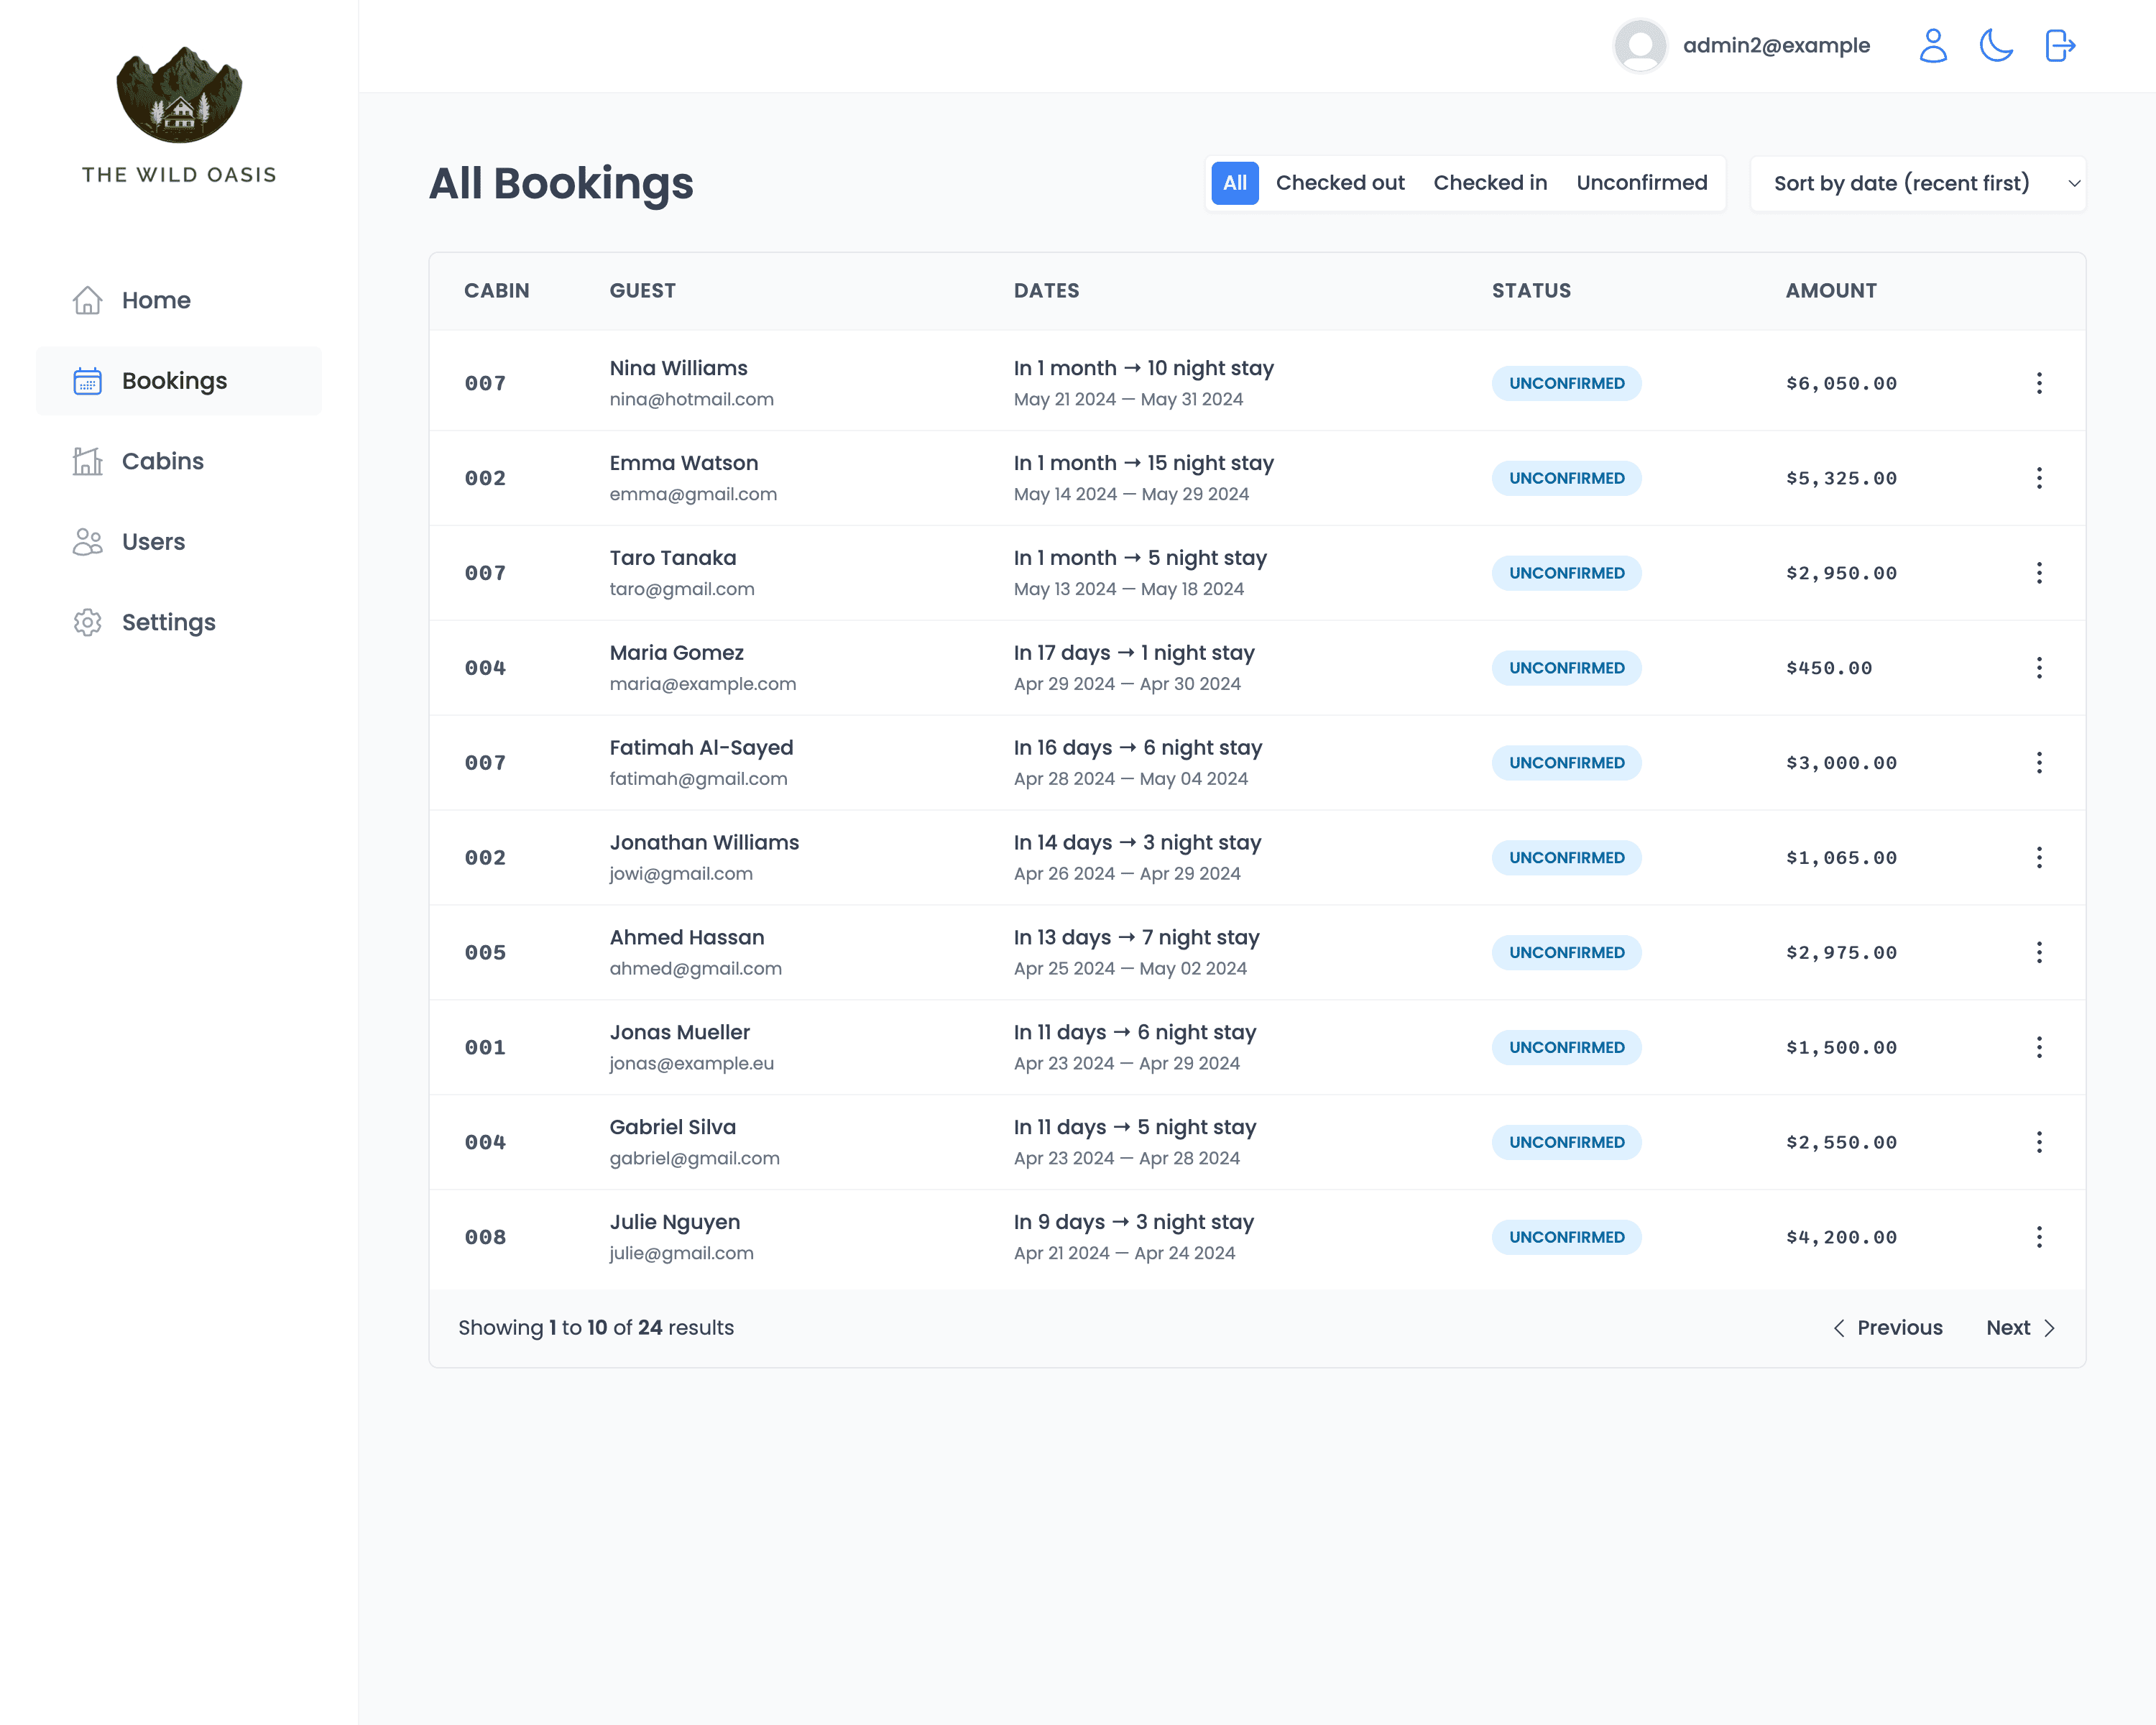 THE WILD OASIS
Home
Bookings
Cabins
Users
Settings
admin2@example
All Bookings
All Checked out Checked in Unconfirmed
Sort by date (recent first)
CABIN GUEST DATES STATUS AMOUNT
007 Nina Williams In 1 month → 10 night stay UNCONFIRMED $6,050.00
nina@hotmail.com May 21 2024 — May 31 2024
002 Emma Watson In 1 month → 15 night stay UNCONFIRMED $5,325.00
emma@gmail.com May 14 2024 — May 29 2024
007 Taro Tanaka In 1 month → 5 night stay UNCONFIRMED $2,950.00
taro@gmail.com May 13 2024 — May 18 2024
004 Maria Gomez In 17 days → 1 night stay UNCONFIRMED $450.00
maria@example.com Apr 29 2024 — Apr 30 2024
007 Fatimah Al-Sayed In 16 days → 6 night stay UNCONFIRMED $3,000.00
fatimah@gmail.com Apr 28 2024 — May 04 2024
002 Jonathan Williams In 14 days → 3 night stay UNCONFIRMED $1,065.00
jowi@gmail.com Apr 26 2024 — Apr 29 2024
005 Ahmed Hassan In 13 days → 7 night stay UNCONFIRMED $2,975.00
ahmed@gmail.com Apr 25 2024 — May 02 2024
001 Jonas Mueller In 11 days → 6 night stay UNCONFIRMED $1,500.00
jonas@example.eu Apr 23 2024 — Apr 29 2024
004 Gabriel Silva In 11 days → 5 night stay UNCONFIRMED $2,550.00
gabriel@gmail.com Apr 23 2024 — Apr 28 2024
008 Julie Nguyen In 9 days → 3 night stay UNCONFIRMED $4,200.00
julie@gmail.com Apr 21 2024 — Apr 24 2024
Showing 1 to 10 of 24 results
Previous Next